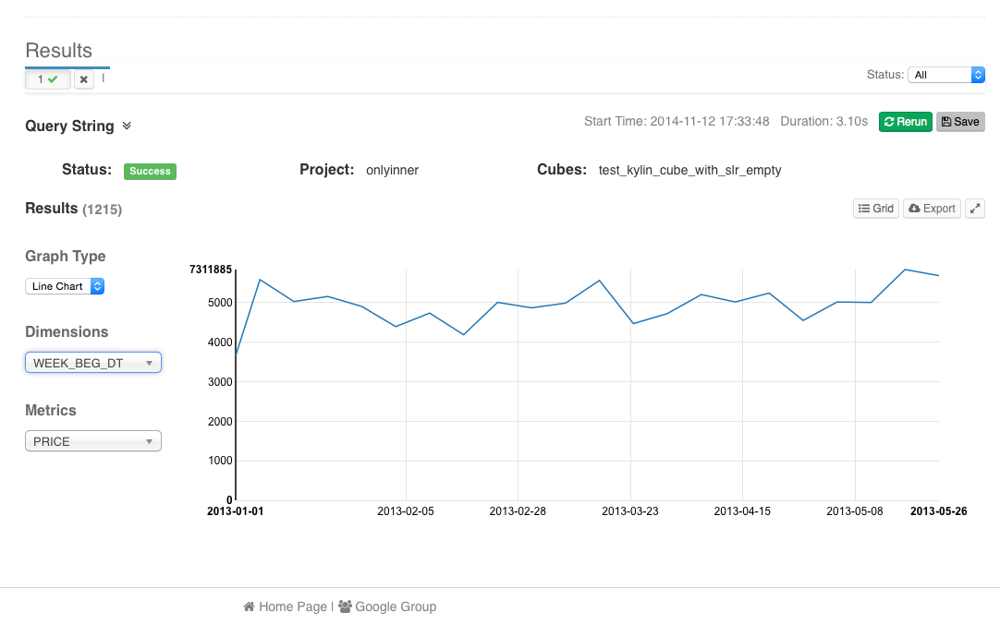 Results
1
Status: All
Query String
Start Time: 2014-11-12 17:33:48 Duration: 3.10s Rerun Save
Status: Success Project: onlyinner Cubes: test_kylin_cube_with_slr_empty
Results (1215) Grid Export
Graph Type
Line Chart
Dimensions
WEEK_BEG_DT
Metrics
PRICE
7311885
5000
4000
3000
2000
1000
0
2013-01-01 2013-02-05 2013-02-28 2013-03-23 2013-04-15 2013-05-08 2013-05-26
Home Page | Google Group